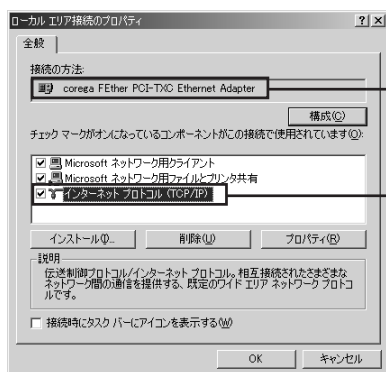 ローカル エリア接続のプロパティ
全般
接続の方法:
corega FEther PCI-TXC Ethernet Adapter
構成(C)
チェック マークがオンになっているコンポーネントがこの接続で使用されています(O):
Microsoft ネットワーク用クライアント
Microsoft ネットワーク用ファイルとプリンタ共有
インターネット プロトコル (TCP/IP)
インストール(I)...
削除(U)
プロパティ(R)
説明
伝送制御プロトコル/インターネット プロトコル。相互接続されたさまざまな
ネットワーク間の通信を提供する、既定のワイド エリア ネットワーク プロトコ
ルです。
接続時にタスク バーにアイコンを表示する(W)
OK
キャンセル